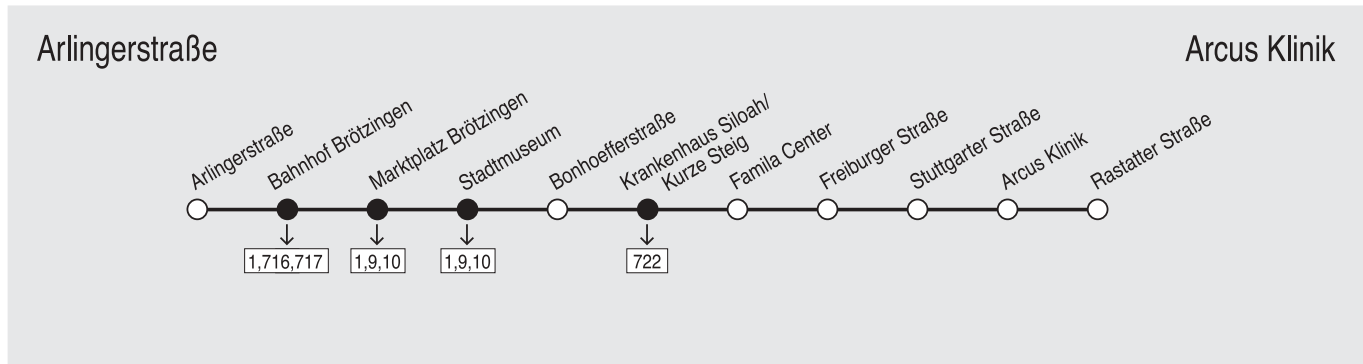 Arlingerstraße
Arcus Klinik
Arlingerstraße
Bahnhof Brötzingen
Marktplatz Brötzingen
Stadtmuseum
Bonhoefferstraße
Krankenhaus Siloah/
Kurze Steig
Famila Center
Freiburger Straße
Stuttgarter Straße
Arcus Klinik
Rastatter Straße
1,716,717
1,9,10
1,9,10
722